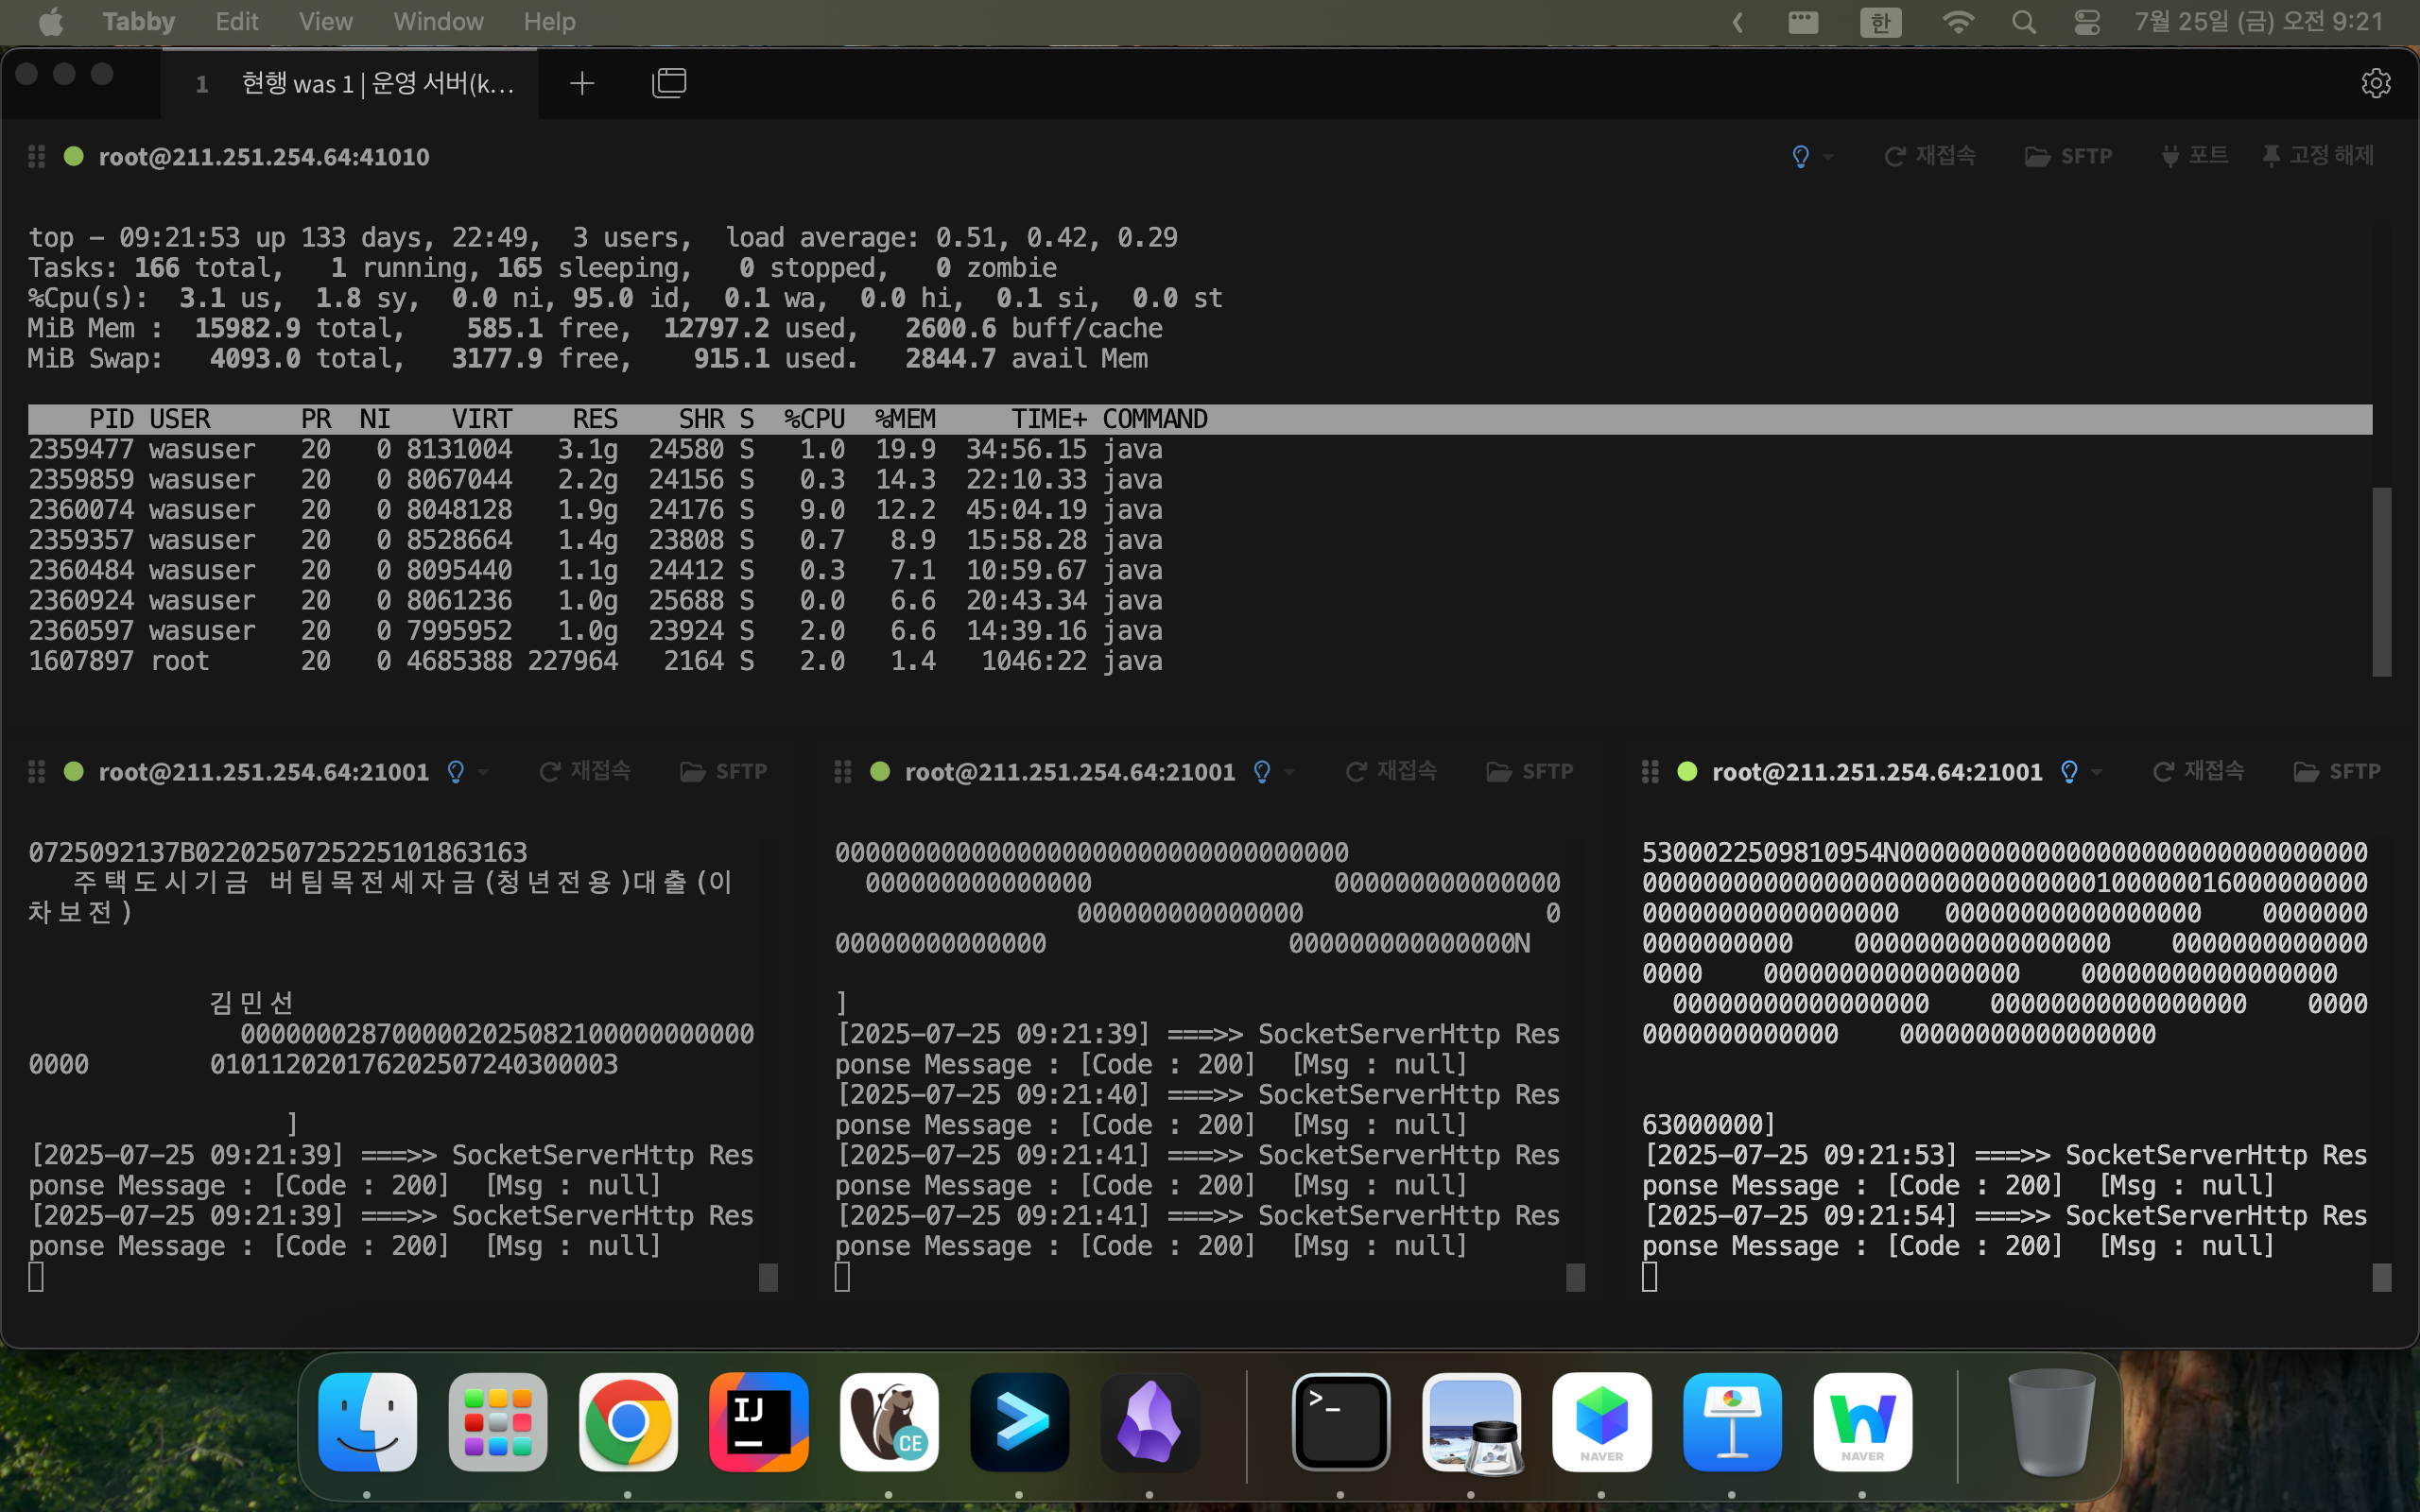 Tabby Edit View Window Help 한 7월 25일 (금) 오전 9:21
1 현행 was 1 | 운영 서버(k…
root@211.251.254.64:41010 재접속 SFTP 포트 고정 해제
top - 09:21:53 up 133 days, 22:49, 3 users, load average: 0.51, 0.42, 0.29
Tasks: 166 total, 1 running, 165 sleeping, 0 stopped, 0 zombie
%Cpu(s): 3.1 us, 1.8 sy, 0.0 ni, 95.0 id, 0.1 wa, 0.0 hi, 0.1 si, 0.0 st
MiB Mem : 15982.9 total, 585.1 free, 12797.2 used, 2600.6 buff/cache
MiB Swap: 4093.0 total, 3177.9 free, 915.1 used. 2844.7 avail Mem
PID USER PR NI VIRT RES SHR S %CPU %MEM TIME+ COMMAND
2359477 wasuser 20 0 8131004 3.1g 24580 S 1.0 19.9 34:56.15 java
2359859 wasuser 20 0 8067044 2.2g 24156 S 0.3 14.3 22:10.33 java
2360074 wasuser 20 0 8048128 1.9g 24176 S 9.0 12.2 45:04.19 java
2359357 wasuser 20 0 8528664 1.4g 23808 S 0.7 8.9 15:58.28 java
2360484 wasuser 20 0 8095440 1.1g 24412 S 0.3 7.1 10:59.67 java
2360924 wasuser 20 0 8061236 1.0g 25688 S 0.0 6.6 20:43.34 java
2360597 wasuser 20 0 7995952 1.0g 23924 S 2.0 6.6 14:39.16 java
1607897 root 20 0 4685388 227964 2164 S 2.0 1.4 1046:22 java
root@211.251.254.64:21001 재접속 SFTP
0725092137B0220250725225101863163
주택도시기금 버팀목전세자금(청년전용)대출(이
차보전)
김민선
0000000287000002025082100000000000
0000 010112020176202507240300003
]
[2025-07-25 09:21:39] ===>> SocketServerHttp Res
ponse Message : [Code : 200] [Msg : null]
[2025-07-25 09:21:39] ===>> SocketServerHttp Res
ponse Message : [Code : 200] [Msg : null]
root@211.251.254.64:21001 재접속 SFTP
0000000000000000000000000000000000
000000000000000 000000000000000
000000000000000 0
00000000000000 000000000000000N
]
[2025-07-25 09:21:39] ===>> SocketServerHttp Res
ponse Message : [Code : 200] [Msg : null]
[2025-07-25 09:21:40] ===>> SocketServerHttp Res
ponse Message : [Code : 200] [Msg : null]
[2025-07-25 09:21:41] ===>> SocketServerHttp Res
ponse Message : [Code : 200] [Msg : null]
[2025-07-25 09:21:41] ===>> SocketServerHttp Res
ponse Message : [Code : 200] [Msg : null]
root@211.251.254.64:21001 재접속 SFTP
5300022509810954N0000000000000000000000000000000
000000000000000000000000000000100000016000000000
00000000000000000 00000000000000000 0000000
0000000000 00000000000000000 0000000000000
0000 00000000000000000 00000000000000000
00000000000000000 00000000000000000 0000
0000000000000 00000000000000000
63000000]
[2025-07-25 09:21:53] ===>> SocketServerHttp Res
ponse Message : [Code : 200] [Msg : null]
[2025-07-25 09:21:54] ===>> SocketServerHttp Res
ponse Message : [Code : 200] [Msg : null]
IJ
CE
>_
NAVER
NAVER